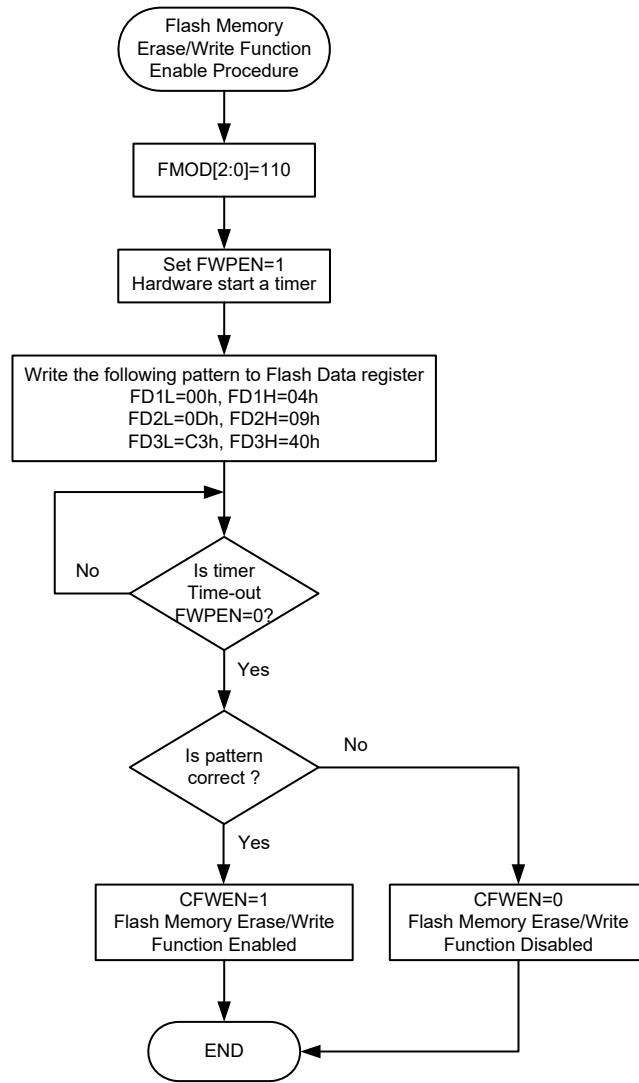 Flash Memory
Erase/Write Function
Enable Procedure
FMOD[2:0]=110
Set FWPEN=1
Hardware start a timer
Write the following pattern to Flash Data register
FD1L=00h, FD1H=04h
FD2L=0Dh, FD2H=09h
FD3L=C3h, FD3H=40h
No
Is timer
Time-out
FWPEN=0?
Yes
Is pattern
correct ?
No
Yes
CFWEN=1
Flash Memory Erase/Write
Function Enabled
CFWEN=0
Flash Memory Erase/Write
Function Disabled
END